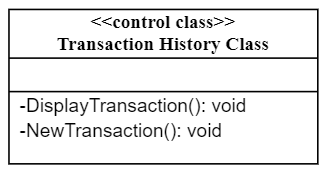 <<control class>>
Transaction History Class
-DisplayTransaction(): void
-NewTransaction(): void